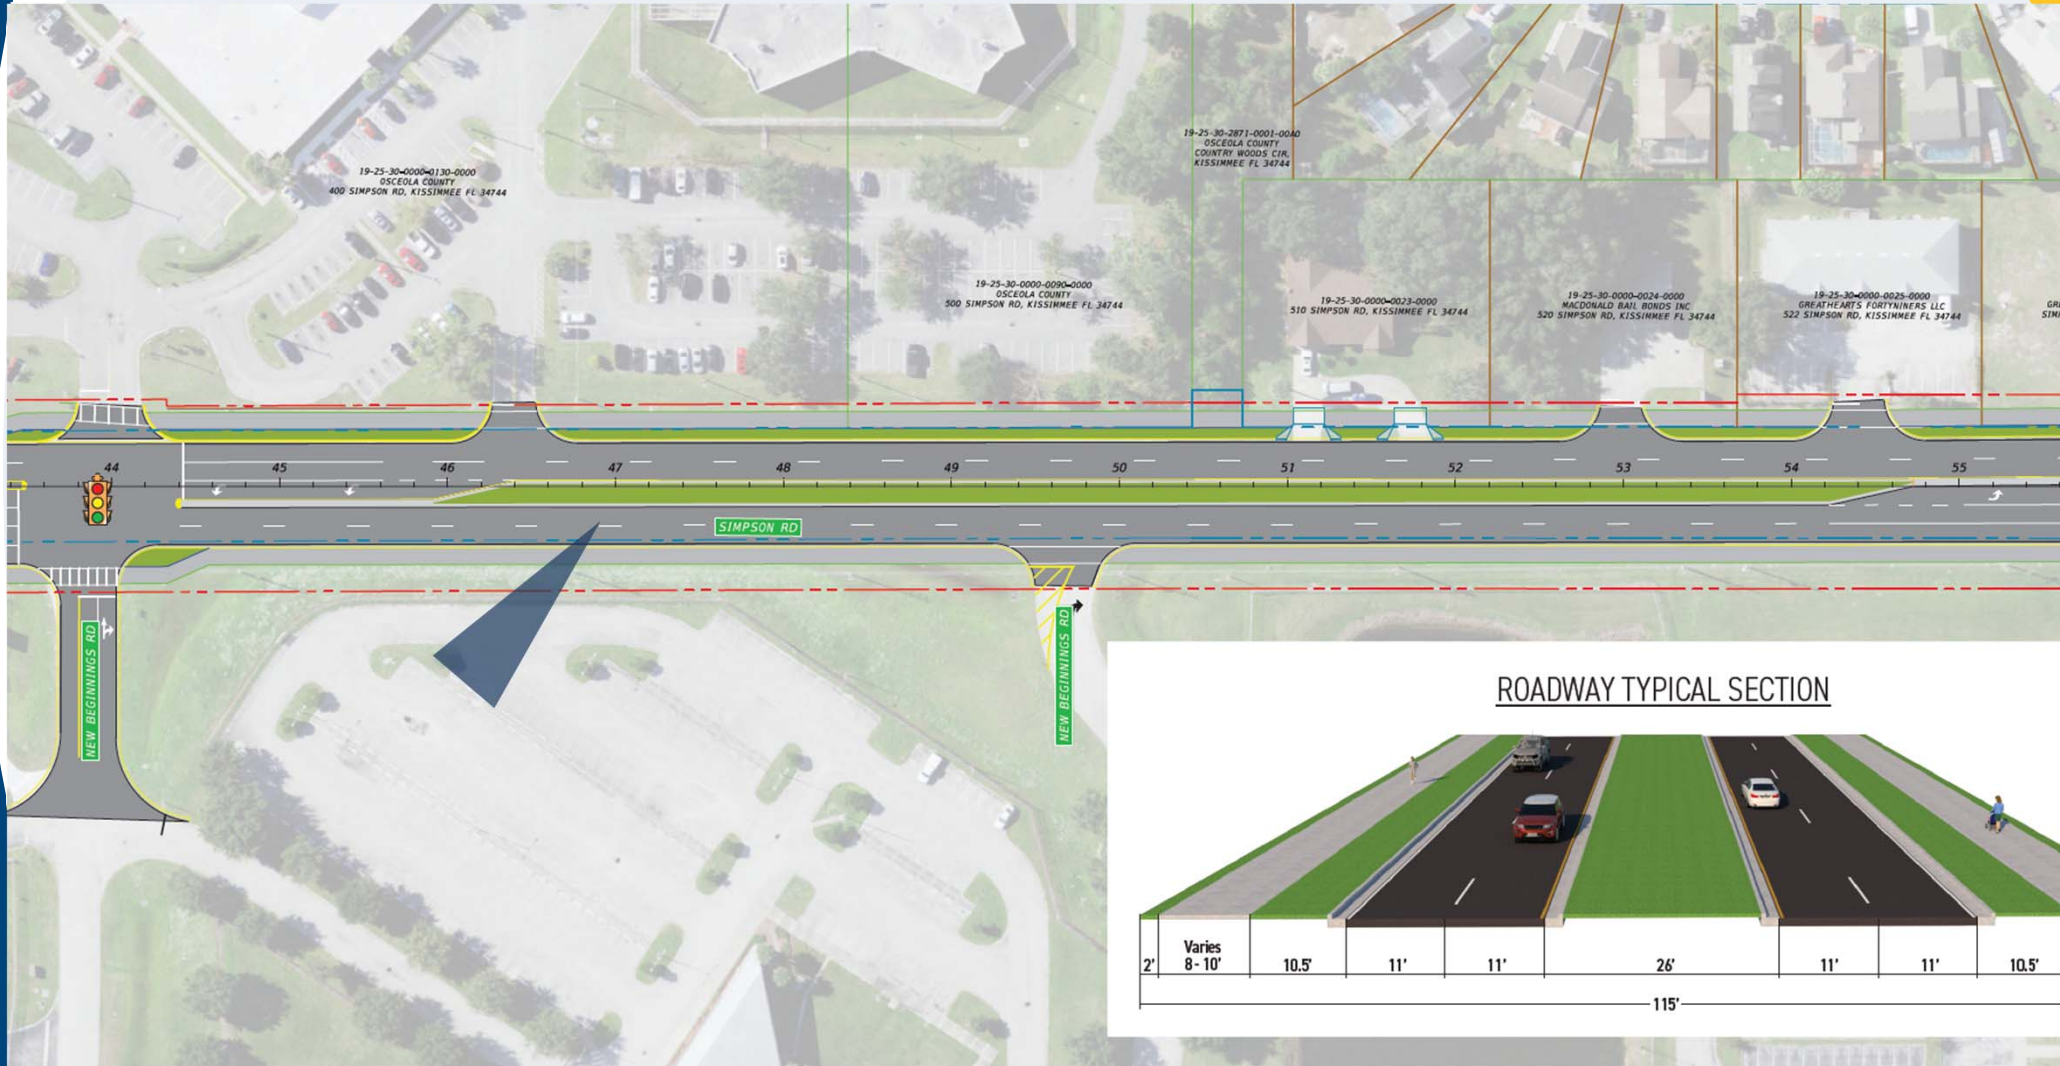 19-25-30-2871-0001-00A0
OSCEOLA COUNTY
COUNTRY WOODS CIR,
KISSIMMEE FL 34744
19-25-30-0000-0130-0000
OSCEOLA COUNTY
400 SIMPSON RD, KISSIMMEE FL 34744
19-25-30-0000-0090-0000
OSCEOLA COUNTY
500 SIMPSON RD, KISSIMMEE FL 34744
19-25-30-0000-0023-0000
510 SIMPSON RD, KISSIMMEE FL 34744
19-25-30-0000-0024-0000
MACDONALD BAIL BONDS INC
520 SIMPSON RD, KISSIMMEE FL 34744
19-25-30-0000-0025-0000
GREATHEARTS FORTYNINERS LLC
522 SIMPSON RD, KISSIMMEE FL 34744
44 45 46 47 48 49 50 51 52 53 54 55
SIMPSON RD
NEW BEGINNINGS RD
NEW BEGINNINGS RD
ROADWAY TYPICAL SECTION
Varies
2' 8-10' 10.5' 11' 11' 26' 11' 11' 10.5'
115'